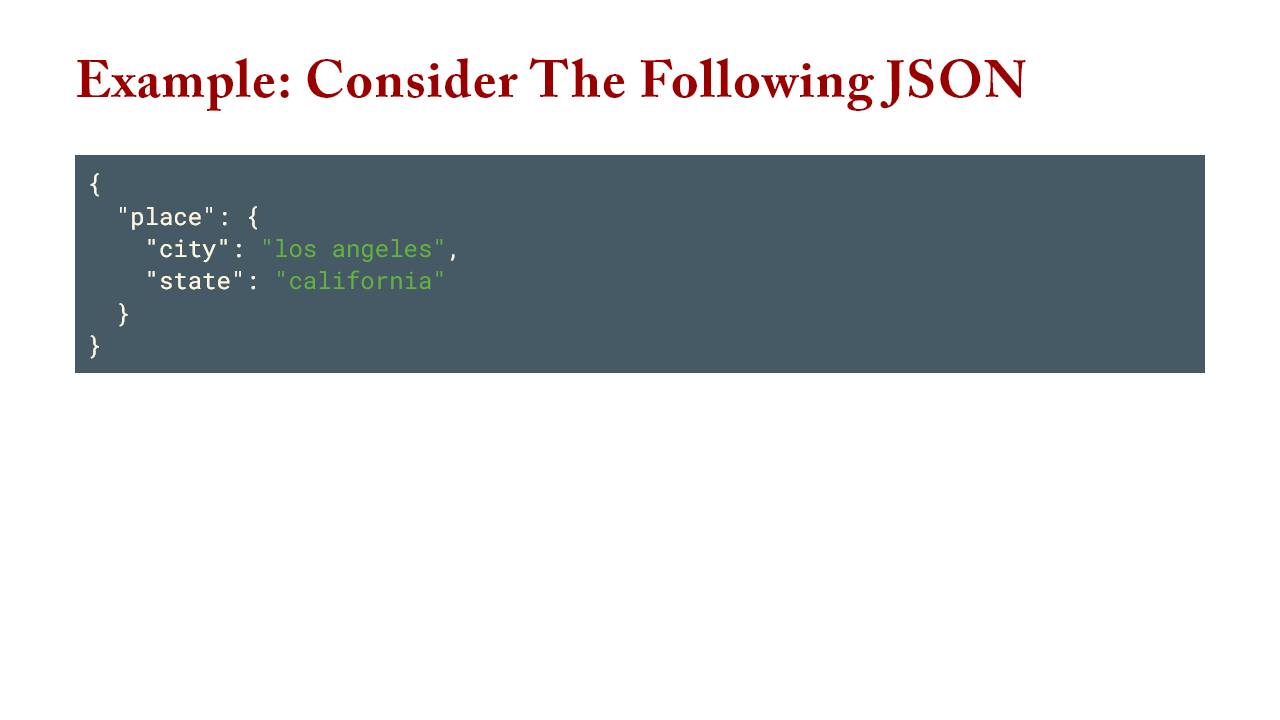 Example: Consider The Following JSON
{
  "place": {
    "city": "los angeles",
    "state": "california"
  }
}